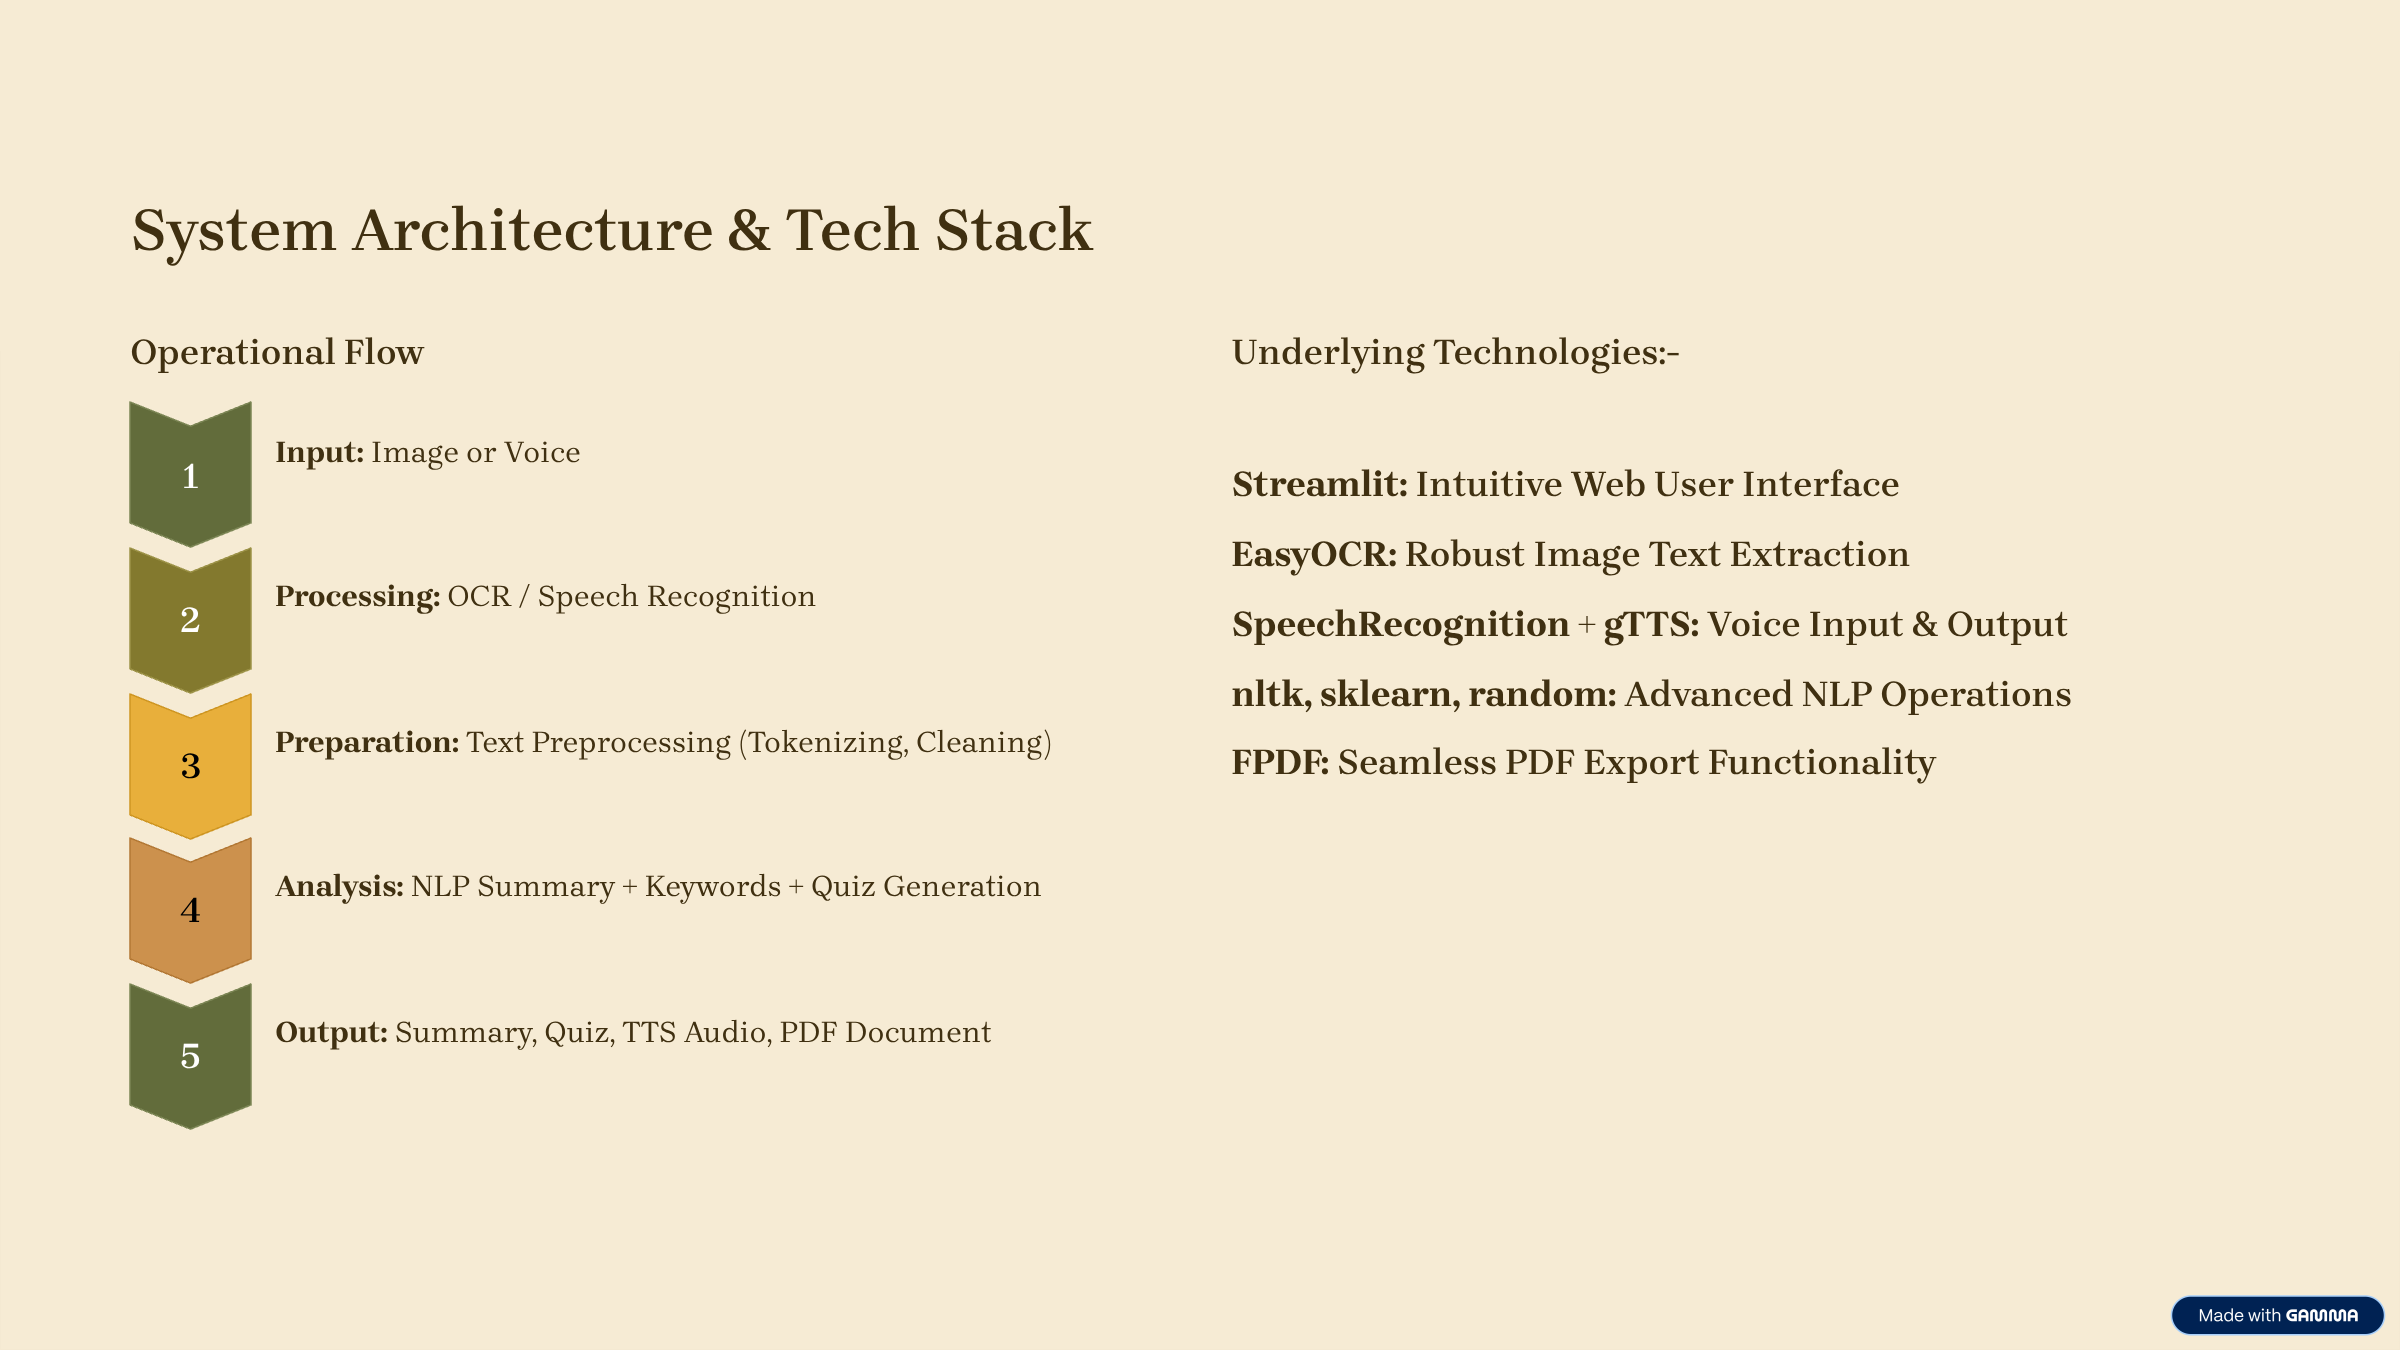 System Architecture & Tech Stack
Operational Flow
1
Input: Image or Voice
2
Processing: OCR / Speech Recognition
3
Preparation: Text Preprocessing (Tokenizing, Cleaning)
4
Analysis: NLP Summary + Keywords + Quiz Generation
5
Output: Summary, Quiz, TTS Audio, PDF Document
Underlying Technologies:-
Streamlit: Intuitive Web User Interface
EasyOCR: Robust Image Text Extraction
SpeechRecognition + gTTS: Voice Input & Output
nltk, sklearn, random: Advanced NLP Operations
FPDF: Seamless PDF Export Functionality
Made with GAMMA